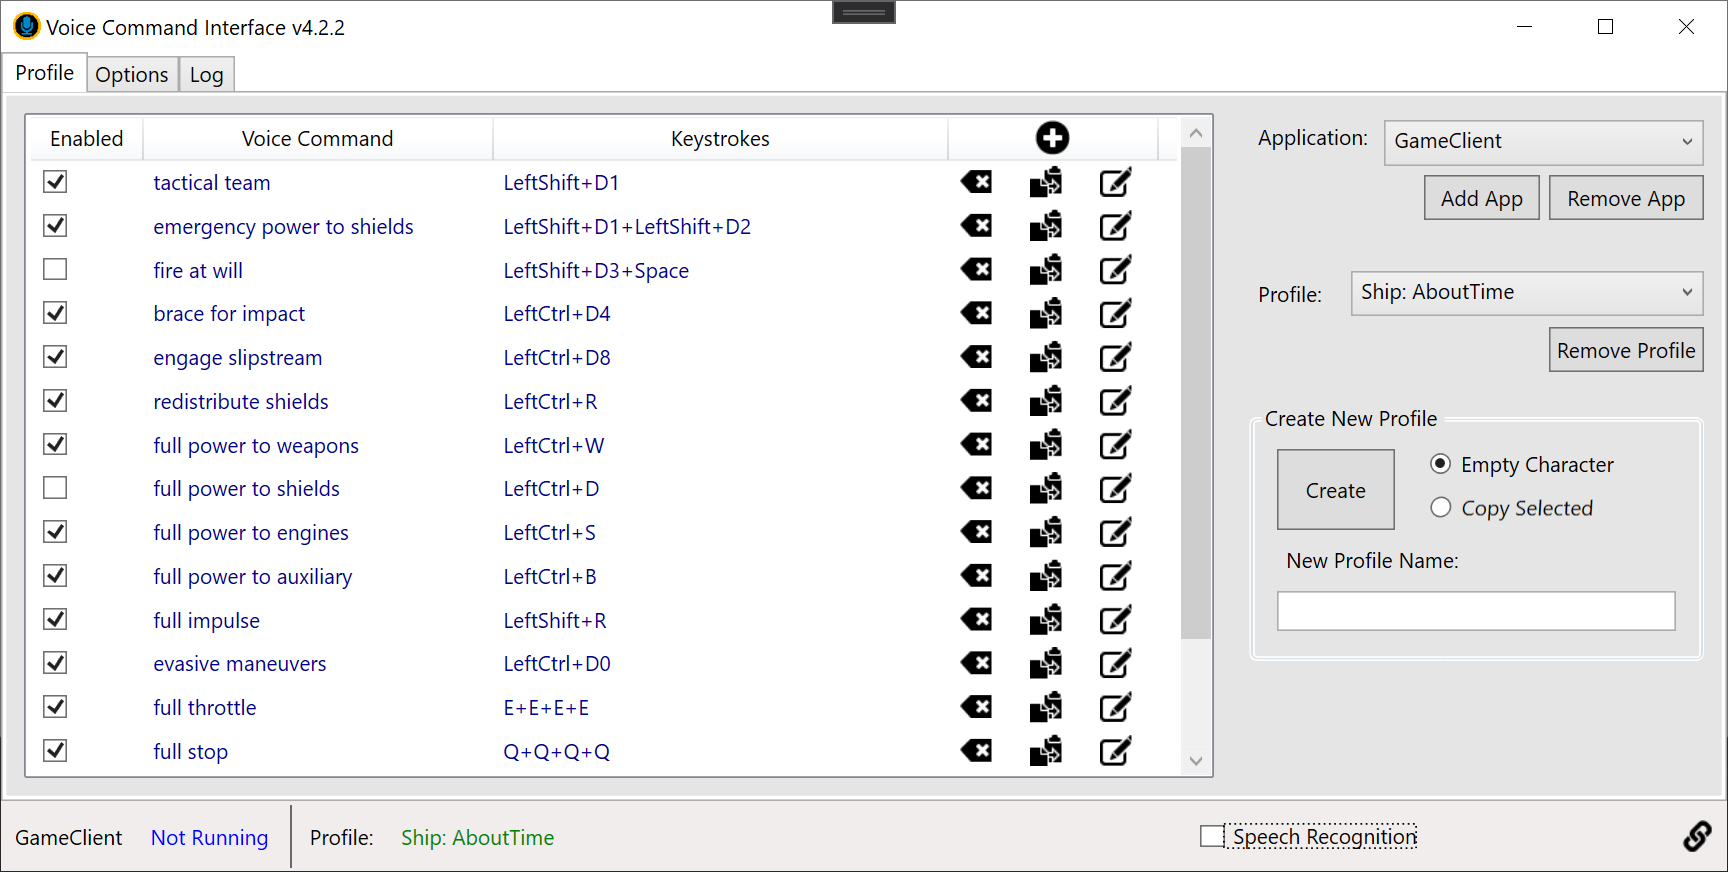 Voice Command Interface v4.2.2
Profile Options Log
Enabled Voice Command Keystrokes
tactical team LeftShift+D1
emergency power to shields LeftShift+D1+LeftShift+D2
fire at will LeftShift+D3+Space
brace for impact LeftCtrl+D4
engage slipstream LeftCtrl+D8
redistribute shields LeftCtrl+R
full power to weapons LeftCtrl+W
full power to shields LeftCtrl+D
full power to engines LeftCtrl+S
full power to auxiliary LeftCtrl+B
full impulse LeftShift+R
evasive maneuvers LeftCtrl+D0
full throttle E+E+E+E
full stop Q+Q+Q+Q
Application: GameClient
Add App Remove App
Profile: Ship: AboutTime
Remove Profile
Create New Profile
Create
Empty Character
Copy Selected
New Profile Name:
GameClient Not Running Profile: Ship: AboutTime Speech Recognition